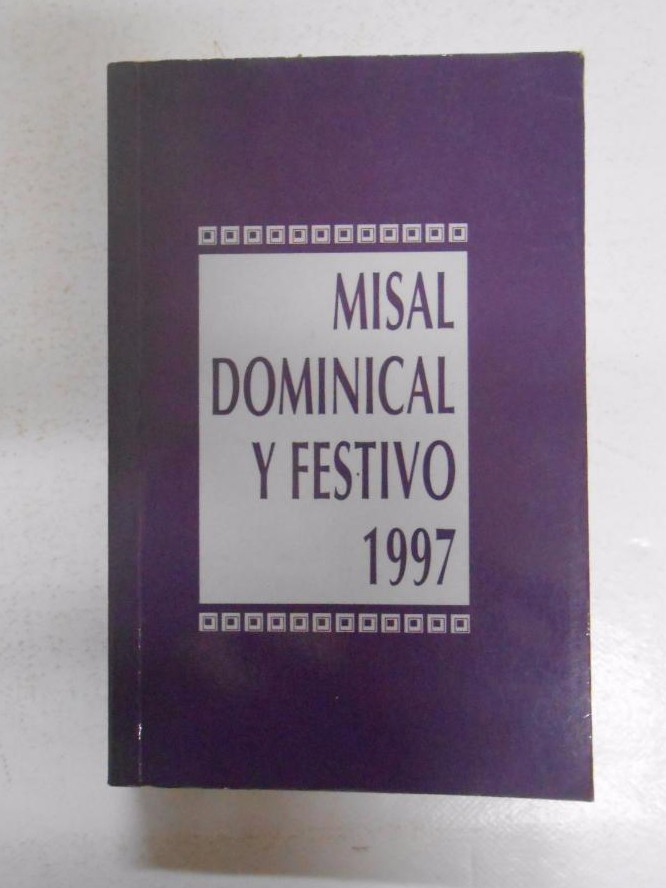 MISAL
DOMINICAL
Y FESTIVO
1997